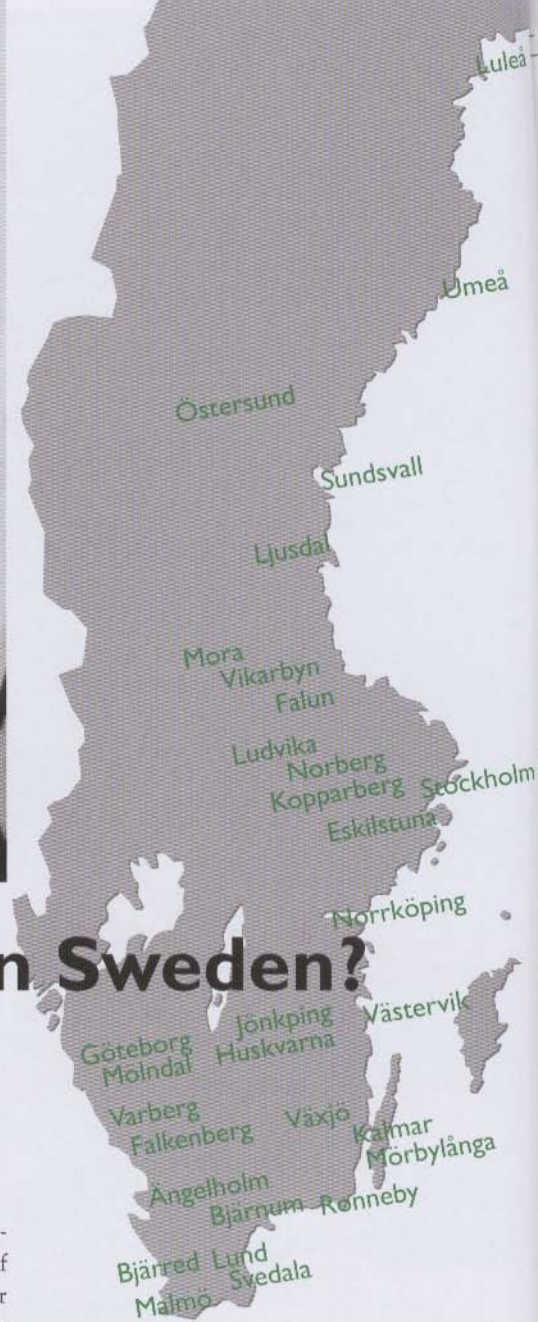 Luleå
Umeå
Östersund
Sundsvall
Ljusdal
Mora
Vikarbyn
Falun
Ludvika
Norberg
Kopparberg Stockholm
Eskilstuna
Norrköping
n Sweden?
Västervik
Jönkping
Göteborg
Huskvarna
Molndal
Varberg
Växjö
Falkenberg
Kalmar
Mörbylånga
Ängelholm
Bjärnum Ronneby
Bjärred Lund
Svedala
Malmö
-
f
r